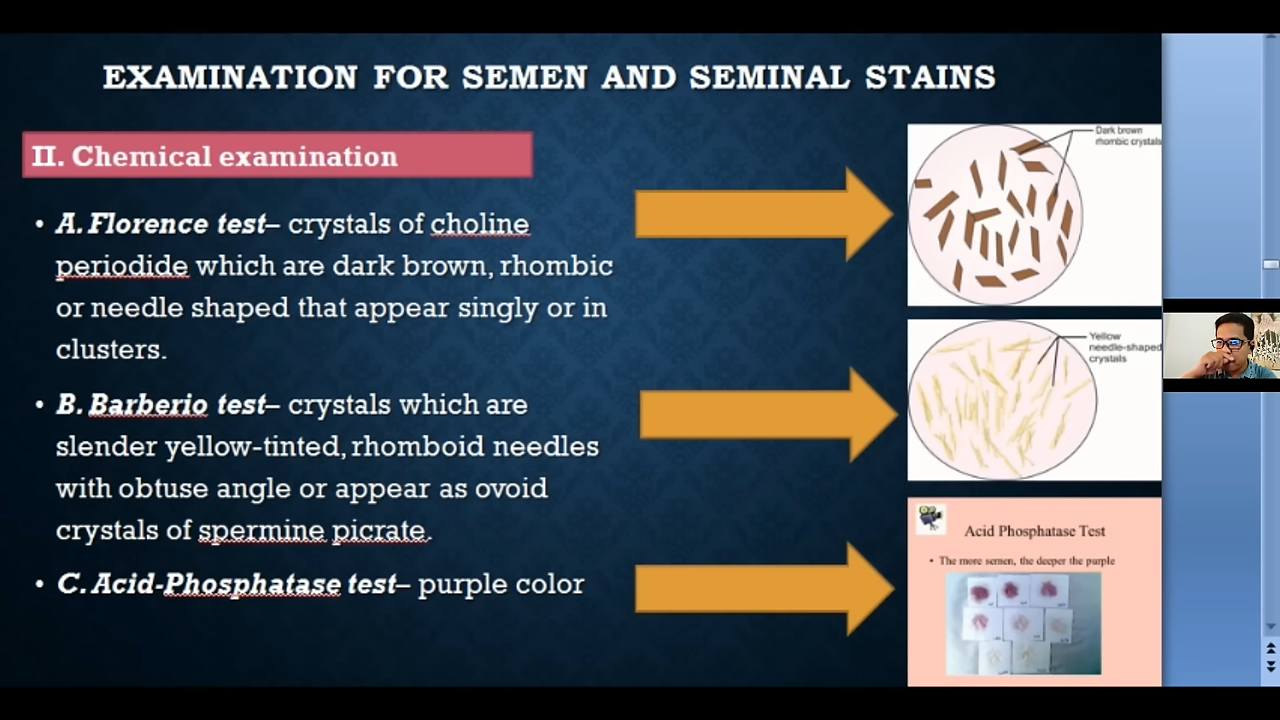 EXAMINATION FOR SEMEN AND SEMINAL STAINS
II. Chemical examination
• A. Florence test– crystals of choline
periodide which are dark brown, rhombic
or needle shaped that appear singly or in
clusters.
• B. Barberio test– crystals which are
slender yellow-tinted, rhomboid needles
with obtuse angle or appear as ovoid
crystals of spermine picrate.
• C. Acid-Phosphatase test– purple color
Dark brown
rhombic crystals
Yellow
needle-shaped
crystals
Acid Phosphatase Test
• The more semen, the deeper the purple